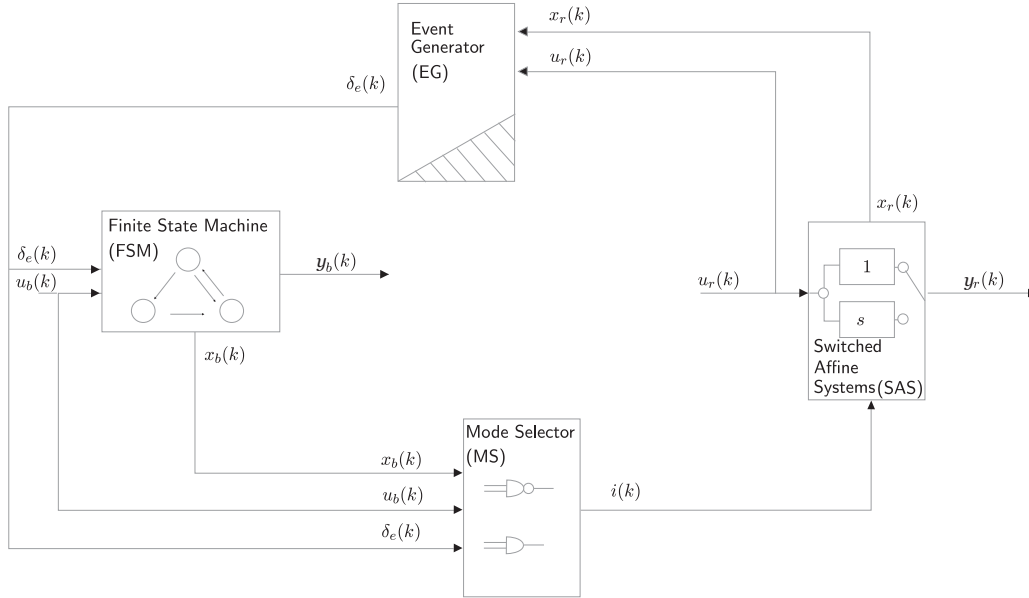 Event
Generator
(EG)
x_r(k)
u_r(k)
δ_e(k)
Finite State Machine
(FSM)
δ_e(k)
u_b(k)
y_b(k)
x_b(k)
x_r(k)
u_r(k)
1
s
y_r(k)
Switched
Affine
Systems(SAS)
Mode Selector
(MS)
x_b(k)
u_b(k)
δ_e(k)
i(k)